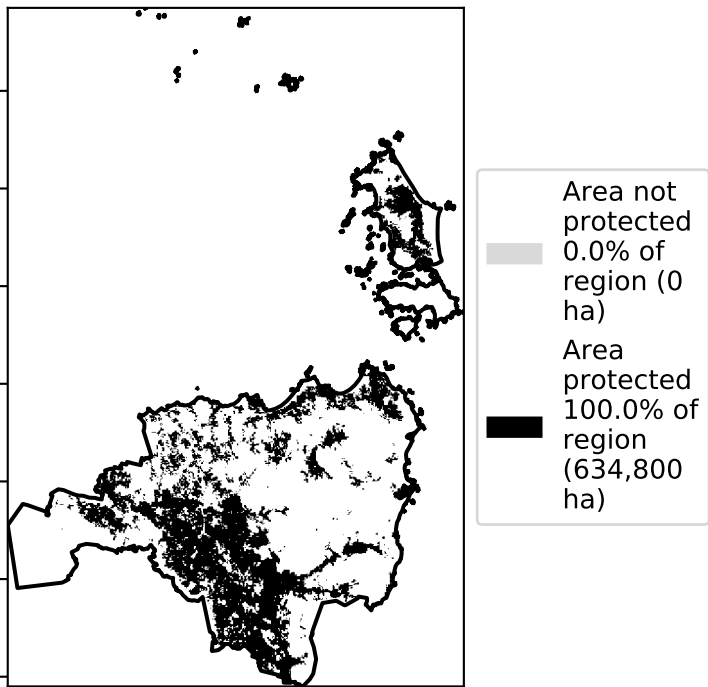 Area not
protected
0.0% of
region (0
ha)
Area
protected
100.0% of
region
(634,800
ha)